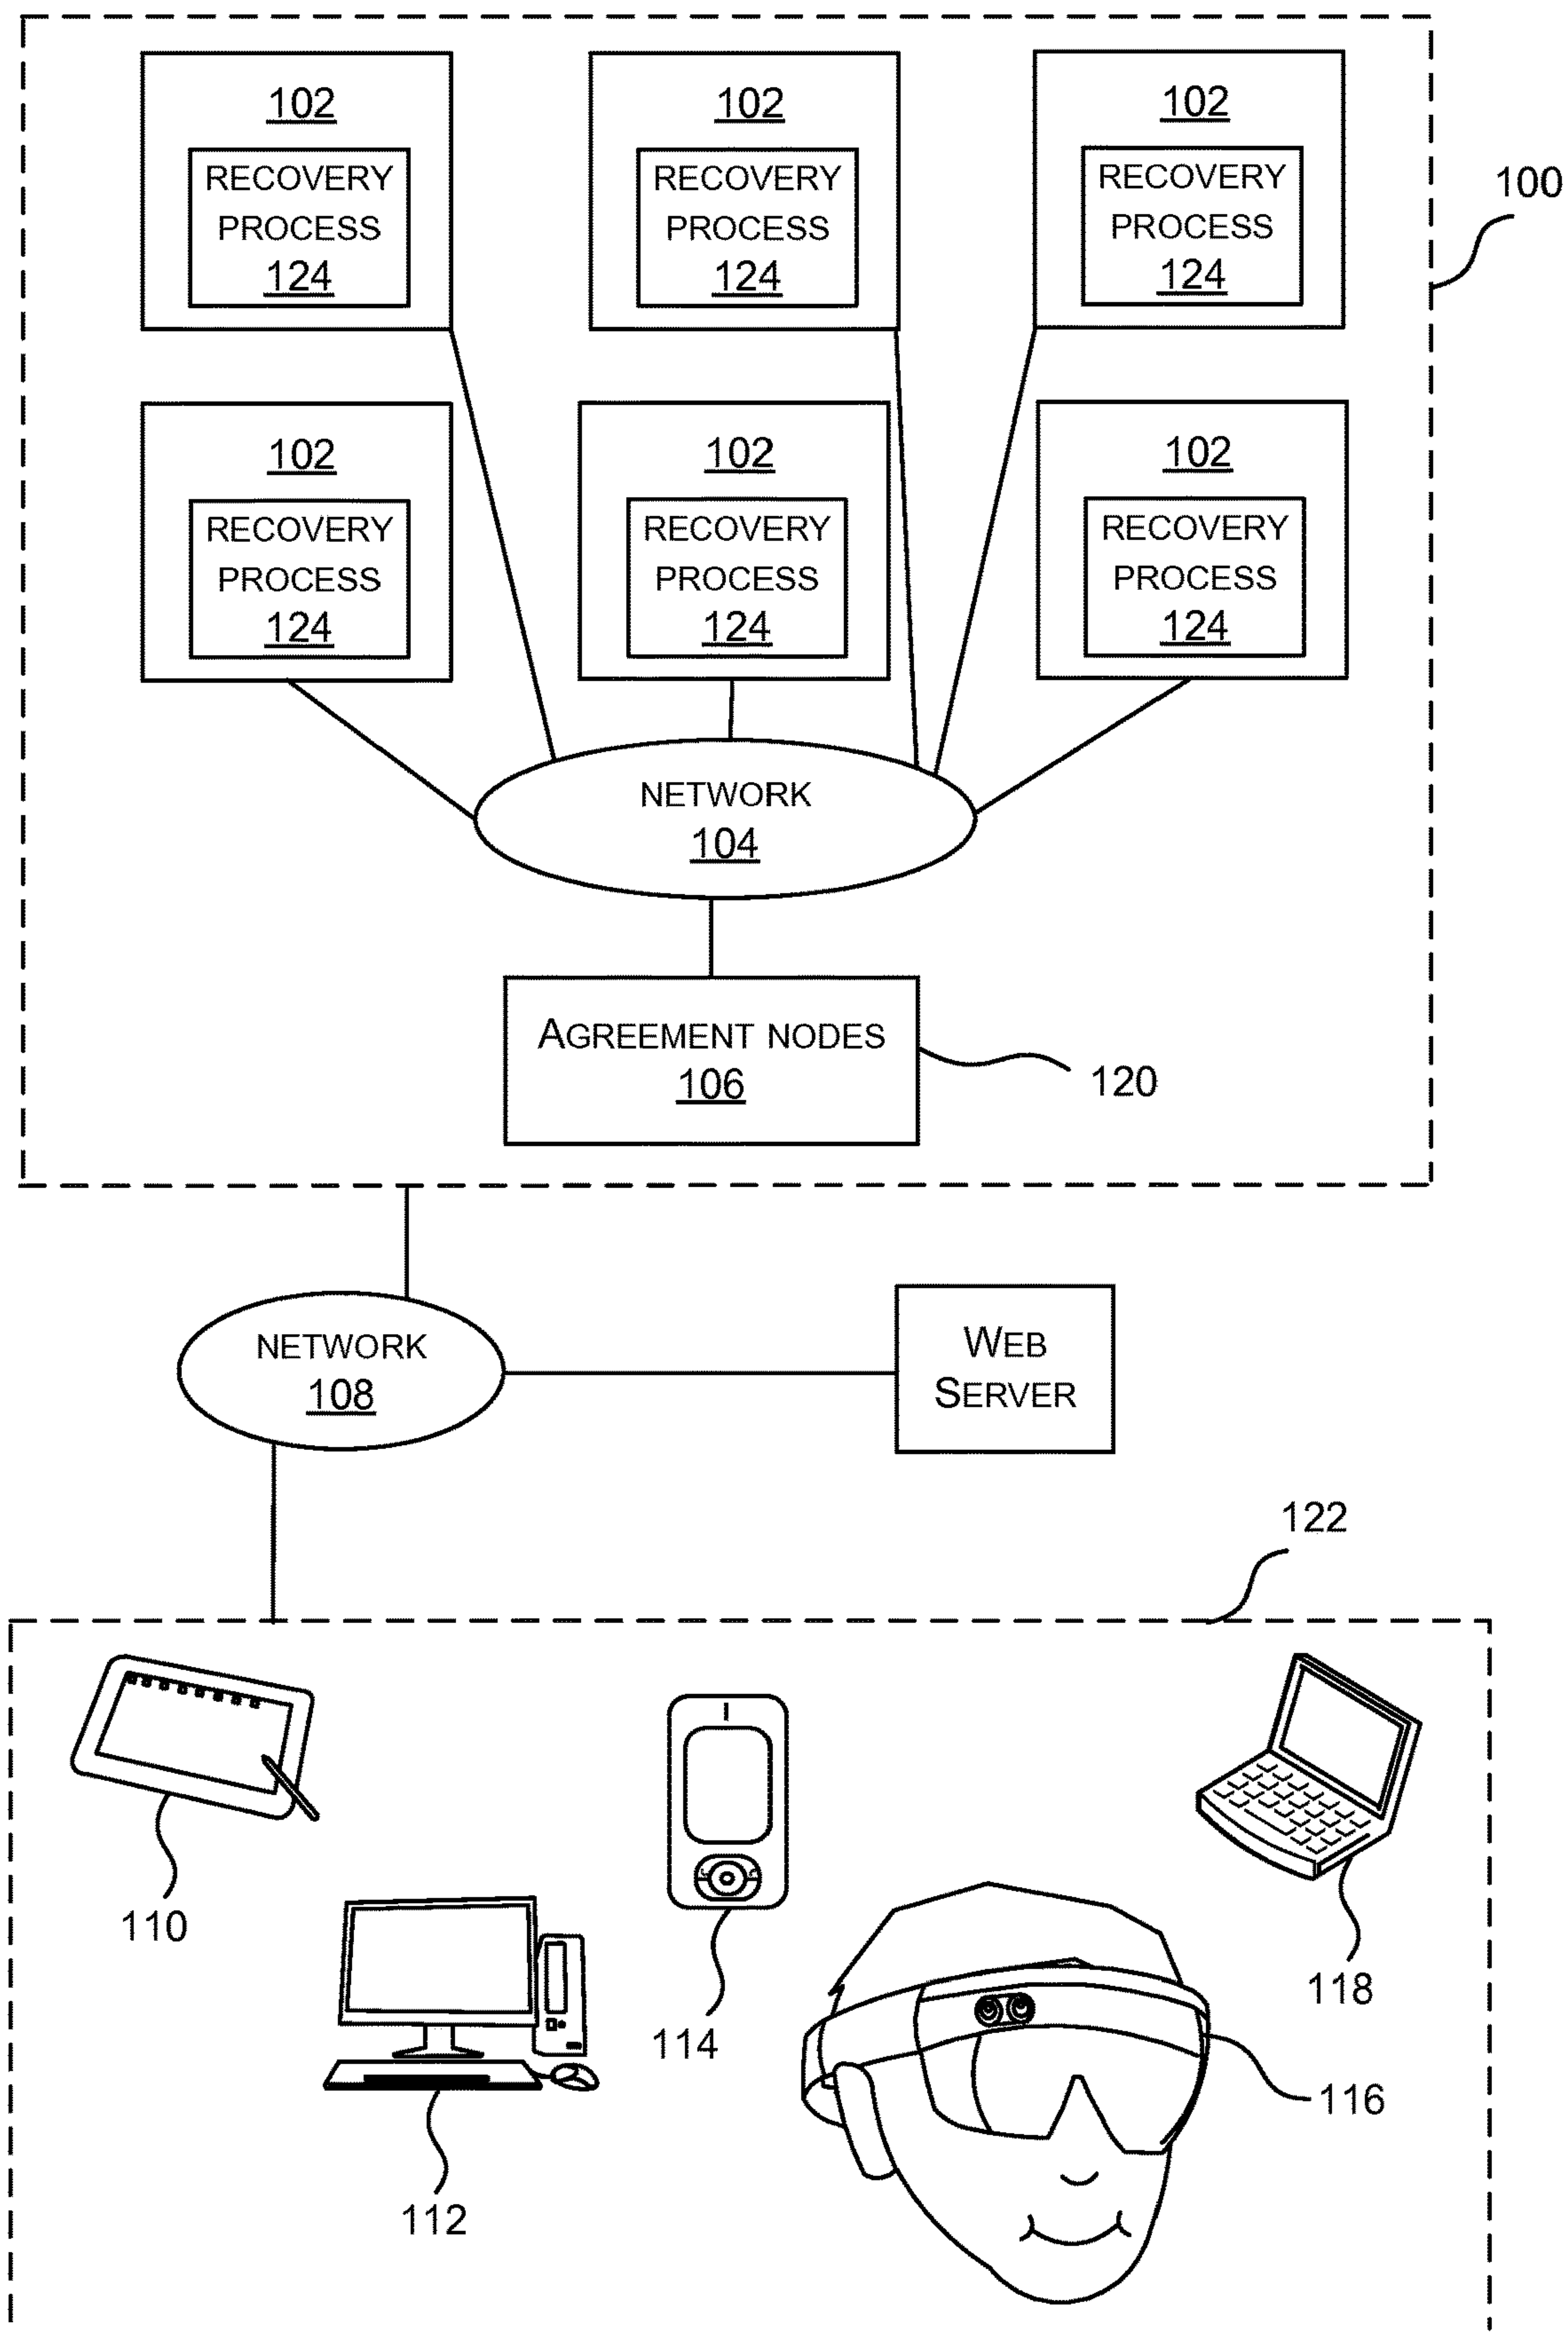 102
RECOVERY
PROCESS
124
102
RECOVERY
PROCESS
124
102
RECOVERY
PROCESS
124
100
102
RECOVERY
PROCESS
124
102
RECOVERY
PROCESS
124
102
RECOVERY
PROCESS
124
NETWORK
104
AGREEMENT NODES
106
120
NETWORK
108
WEB
SERVER
122
110
112
114
116
118